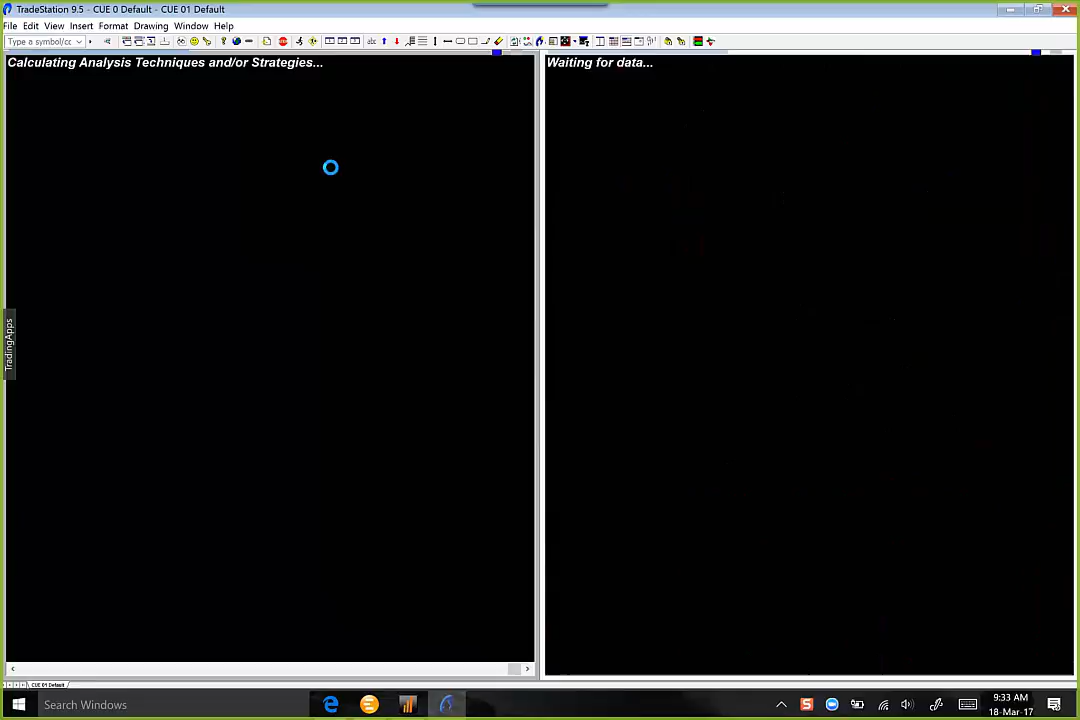 TradeStation 9.5 - CUE 0 Default - CUE 01 Default
File Edit View Insert Format Drawing Window Help
Type a symbol/cc
Calculating Analysis Techniques and/or Strategies...
Waiting for data...
TradingApps
CUE 01 Default
Search Windows
9:33 AM
18-Mar-17